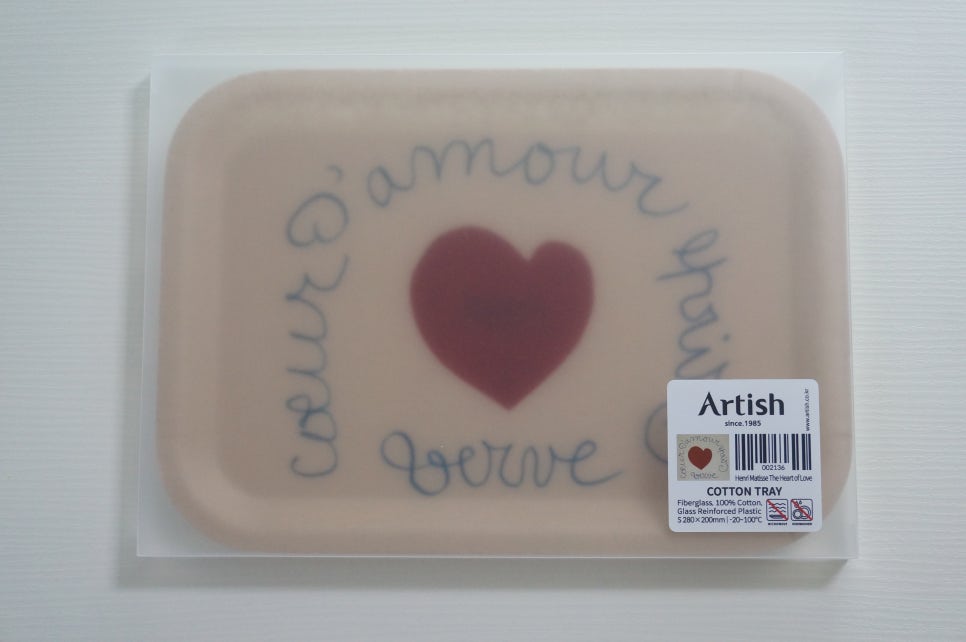 cœur D'amour épris
verve
Artish
since.1985
www.artish.co.kr
002136
Henri Matisse The Heart of Love
COTTON TRAY
Fiberglass, 100% Cotton,
Glass Reinforced Plastic
S 280×200mm | -20~100℃